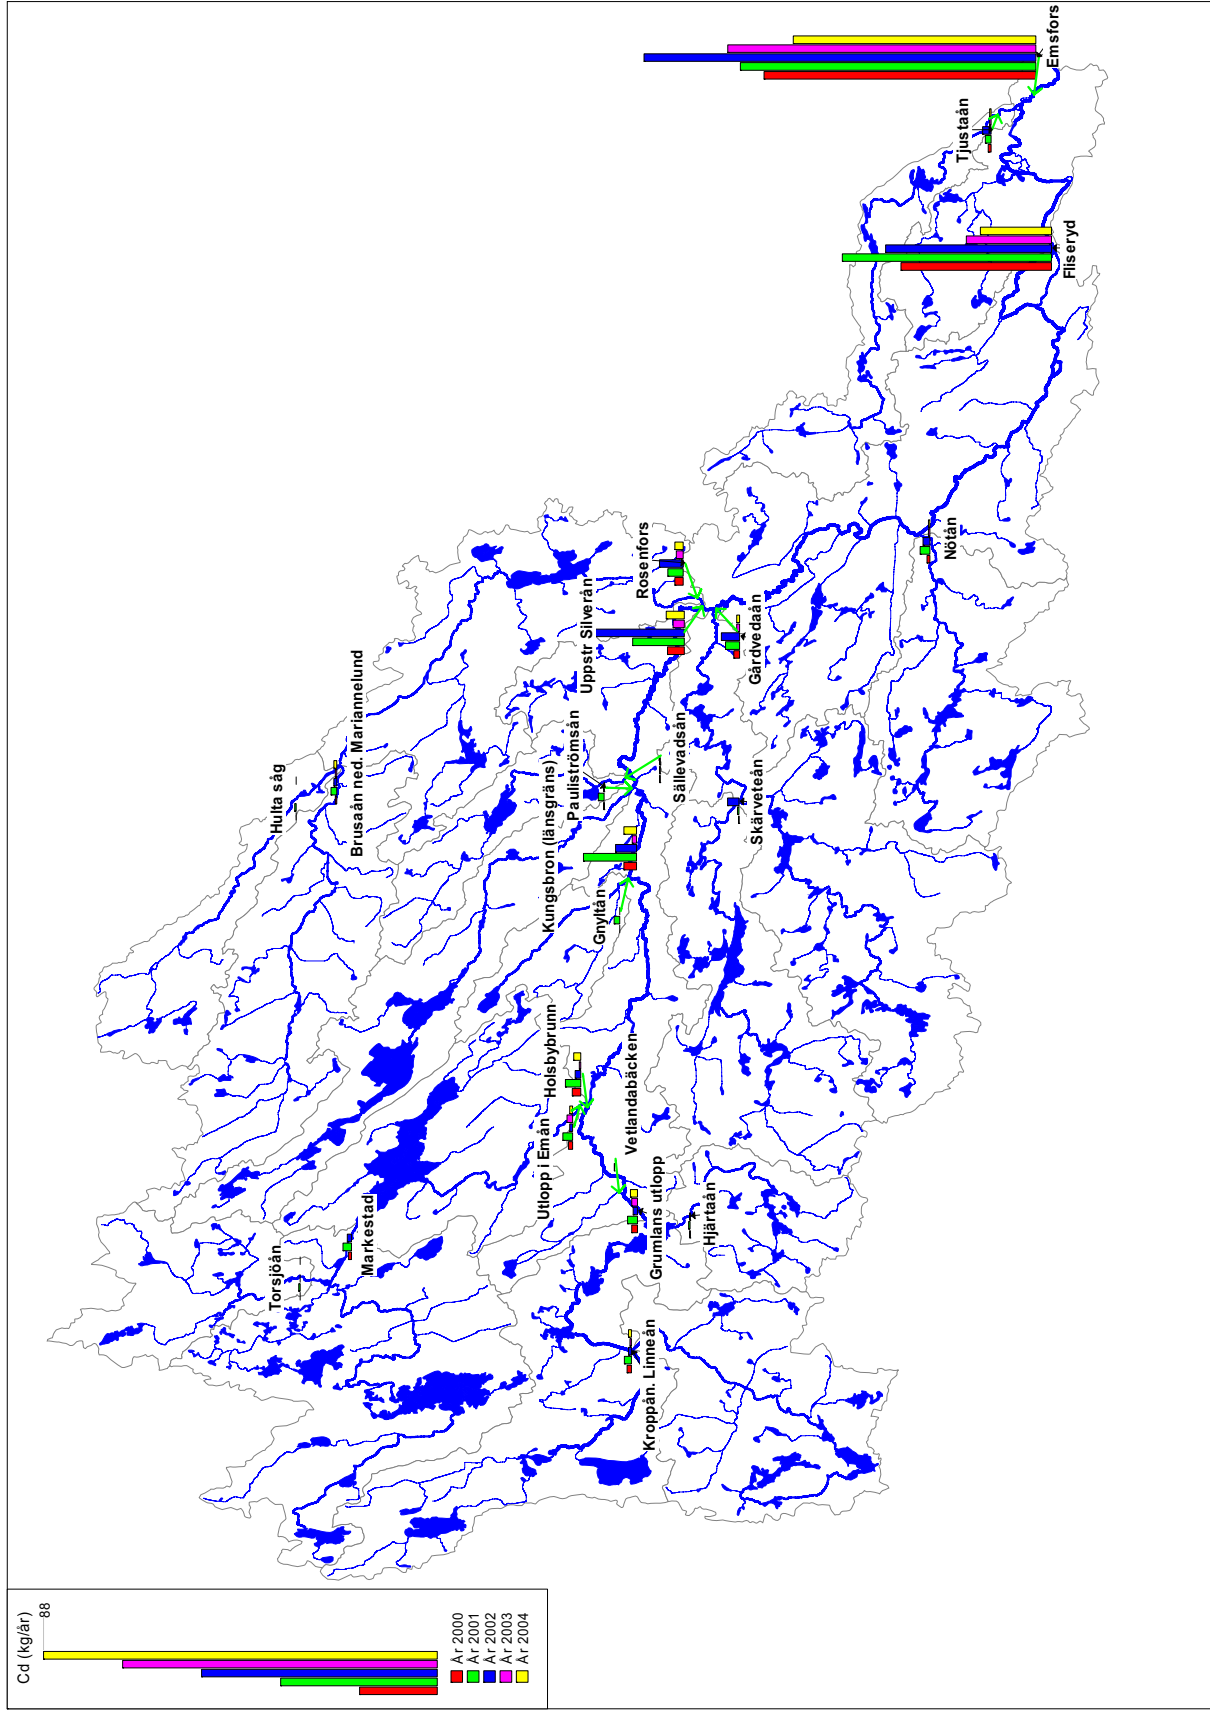 Cd (kg/år)
88
År 2000
År 2001
År 2002
År 2003
År 2004
Torsjöån
Markestad
Hulta såg
Brusaån ned. Mariannelund
Kroppån. Linneån
Grumlans utlopp
Hjärtaån
Vetlandabäcken
Utlopp i Emån
Holsbybrunn
Gnyltån
Kungsbron (länsgräns)
Pauliströmsån
Sällevadsån
Skärveteån
Uppstr Silverån
Rosenfors
Gårdvedaån
Nötån
Fliseryd
Tjustaån
Emsfors